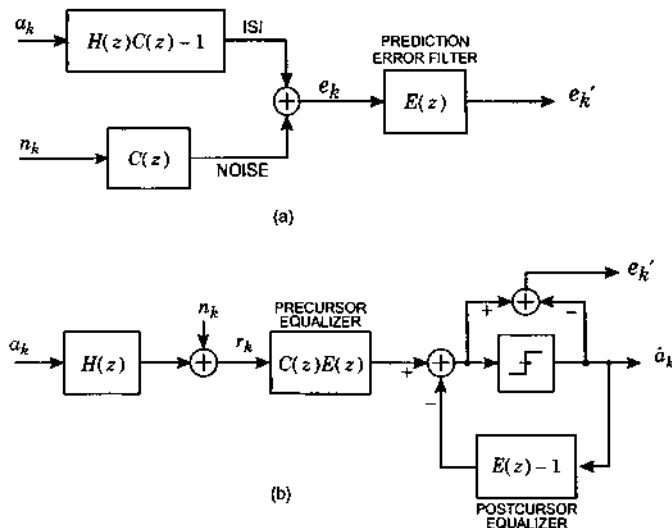 a_k
H(z)C(z) − 1
ISI
PREDICTION
ERROR FILTER
e_k
E(z)
e_k′
n_k
C(z)
NOISE
(a)
e_k′
n_k
PRECURSOR
EQUALIZER
+
−
a_k
H(z)
r_k
C(z)E(z)
+
â_k
−
E(z) − 1
(b)
POSTCURSOR
EQUALIZER